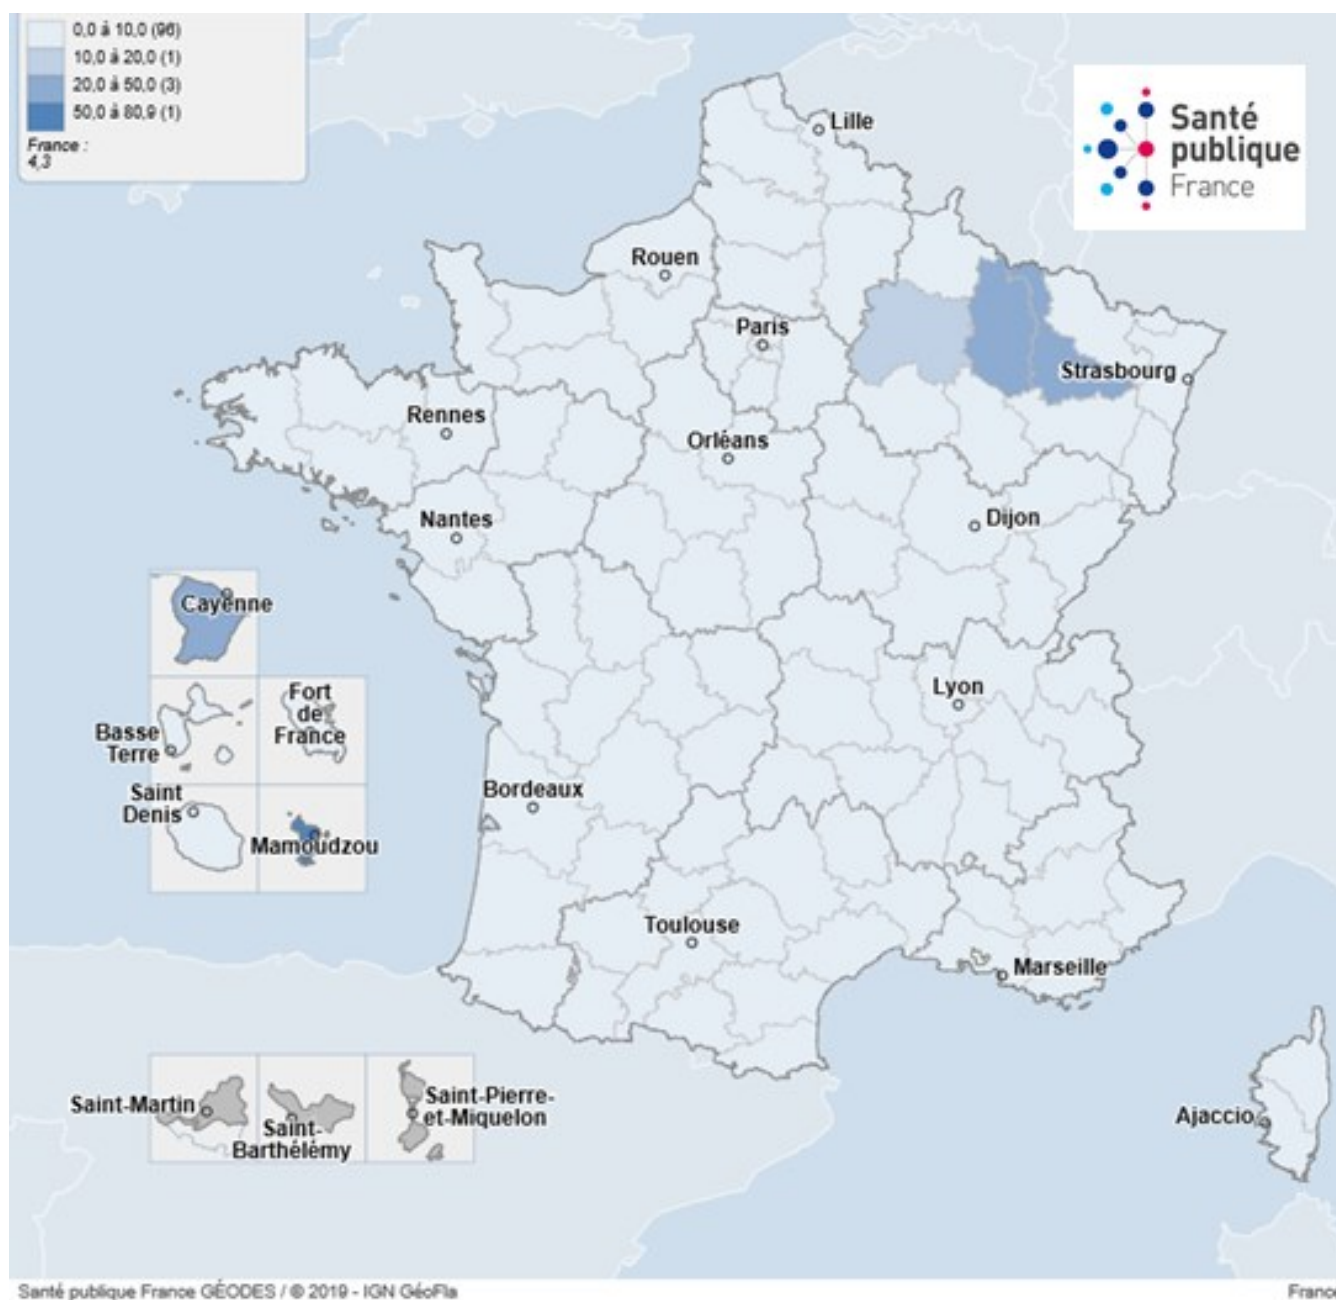 0,0 à 10,0 (96)
10,0 à 20,0 (1)
20,0 à 50,0 (3)
50,0 à 80,9 (1)
France :
4,3
Santé
publique
France
Lille
Rouen
Paris
Strasbourg
Rennes
Orléans
Nantes
Dijon
Cayenne
Lyon
Fort
de
France
Basse
Terre
Saint
Denis
Mamoudzou
Bordeaux
Toulouse
Marseille
Saint-Martin
Saint-
Barthélémy
Saint-Pierre-
et-Miquelon
Ajaccio
Santé publique France GÉODES / © 2019 - IGN GéoFla
France